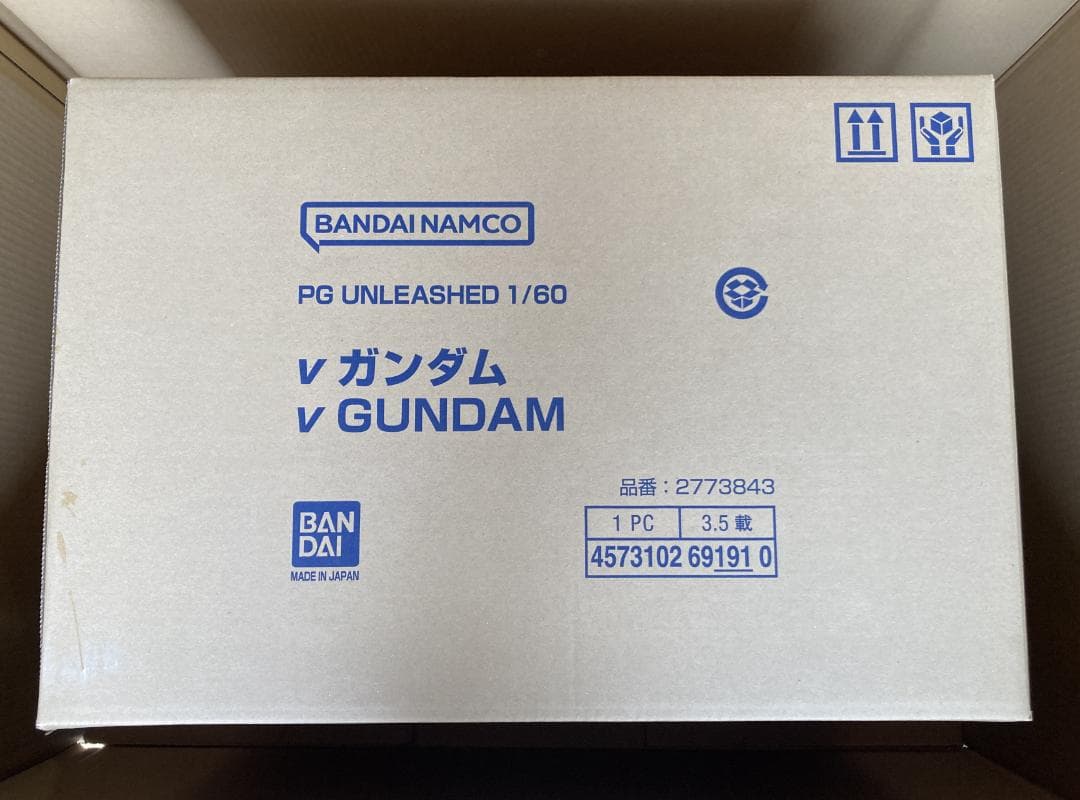 BANDAI NAMCO
PG UNLEASHED 1/60
ν ガンダム
ν GUNDAM
品番：2773843
1 PC 3.5 載
4573102 69191 0
BAN
DAI
MADE IN JAPAN